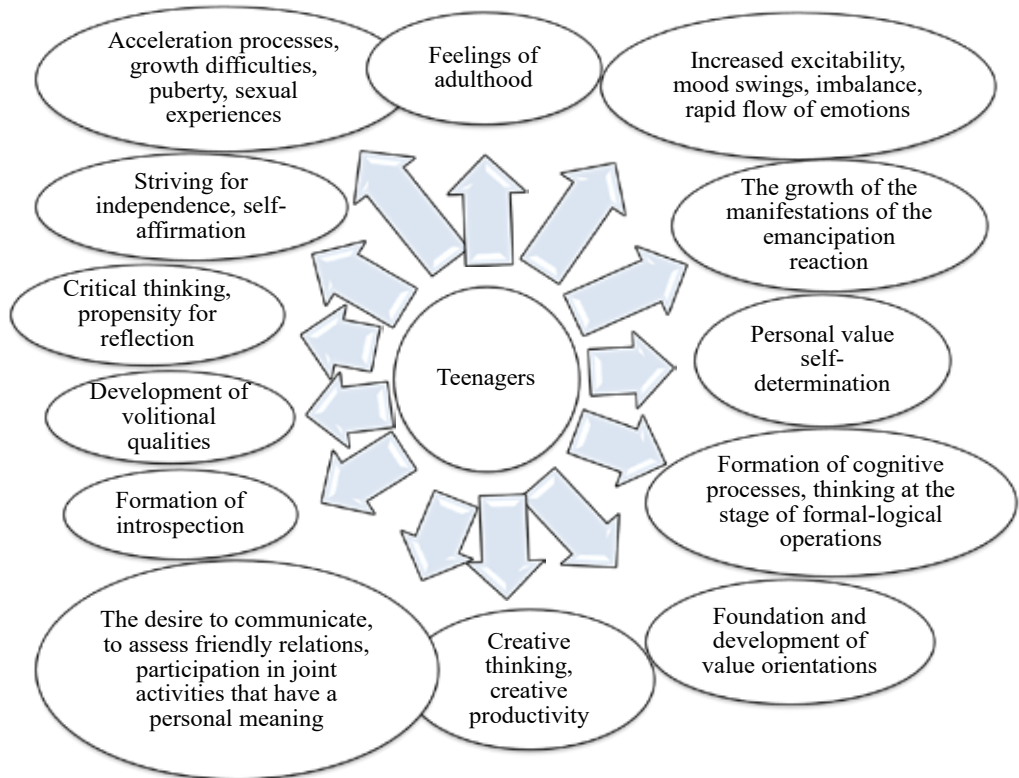 Acceleration processes,
growth difficulties,
puberty, sexual
experiences
Feelings of
adulthood
Increased excitability,
mood swings, imbalance,
rapid flow of emotions
Striving for
independence, self-
affirmation
The growth of the
manifestations of the
emancipation
reaction
Critical thinking,
propensity for
reflection
Personal value
self-
determination
Teenagers
Development of
volitional
qualities
Formation of cognitive
processes, thinking at the
stage of formal-logical
operations
Formation of
introspection
The desire to communicate,
to assess friendly relations,
participation in joint
activities that have a
personal meaning
Creative
thinking,
creative
productivity
Foundation and
development of
value orientations